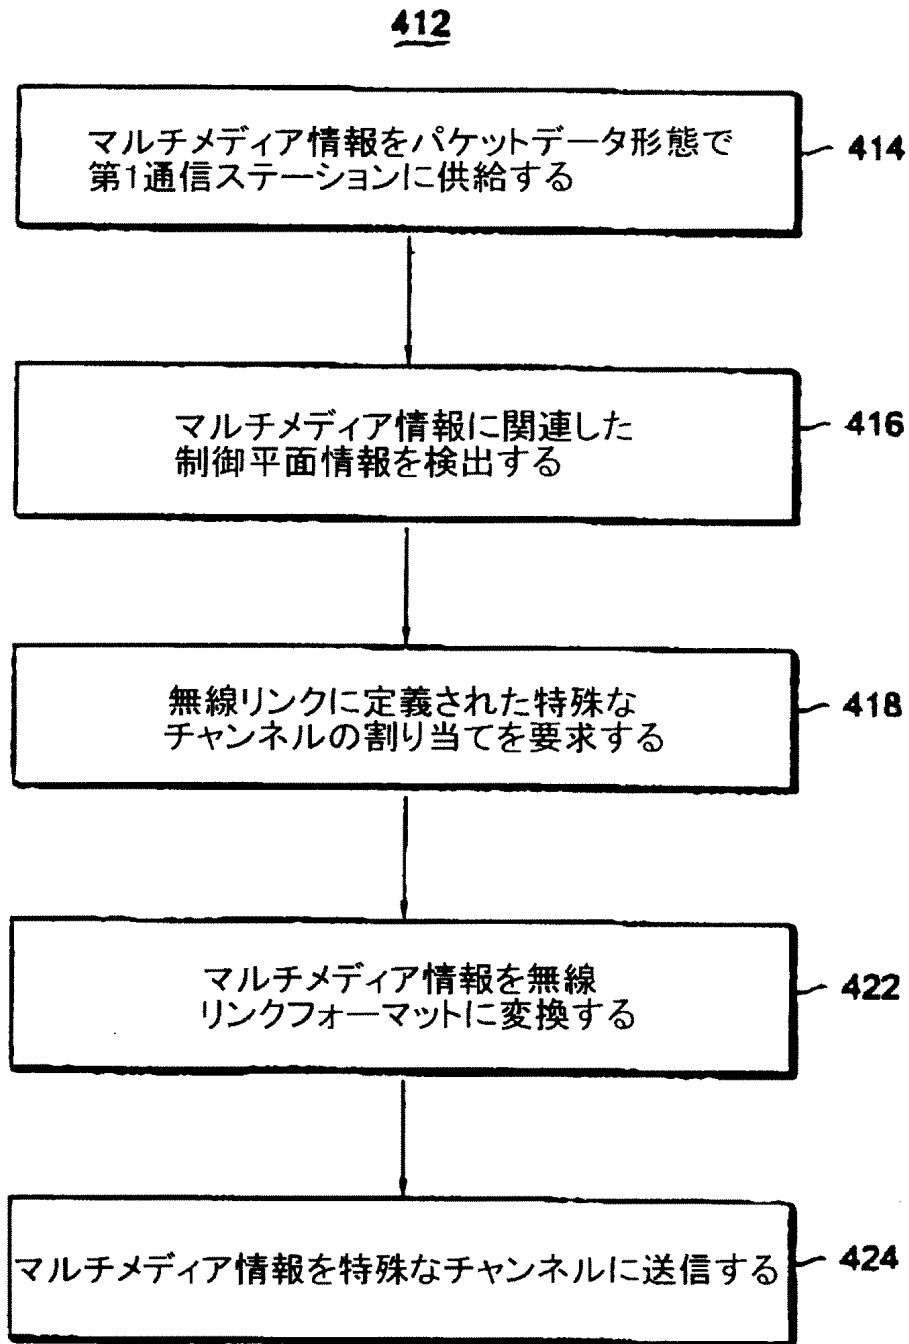 412
マルチメディア情報をパケットデータ形態で
第1通信ステーションに供給する
414
マルチメディア情報に関連した
制御平面情報を検出する
416
無線リンクに定義された特殊な
チャンネルの割り当てを要求する
418
マルチメディア情報を無線
リンクフォーマットに変換する
422
マルチメディア情報を特殊なチャンネルに送信する
424